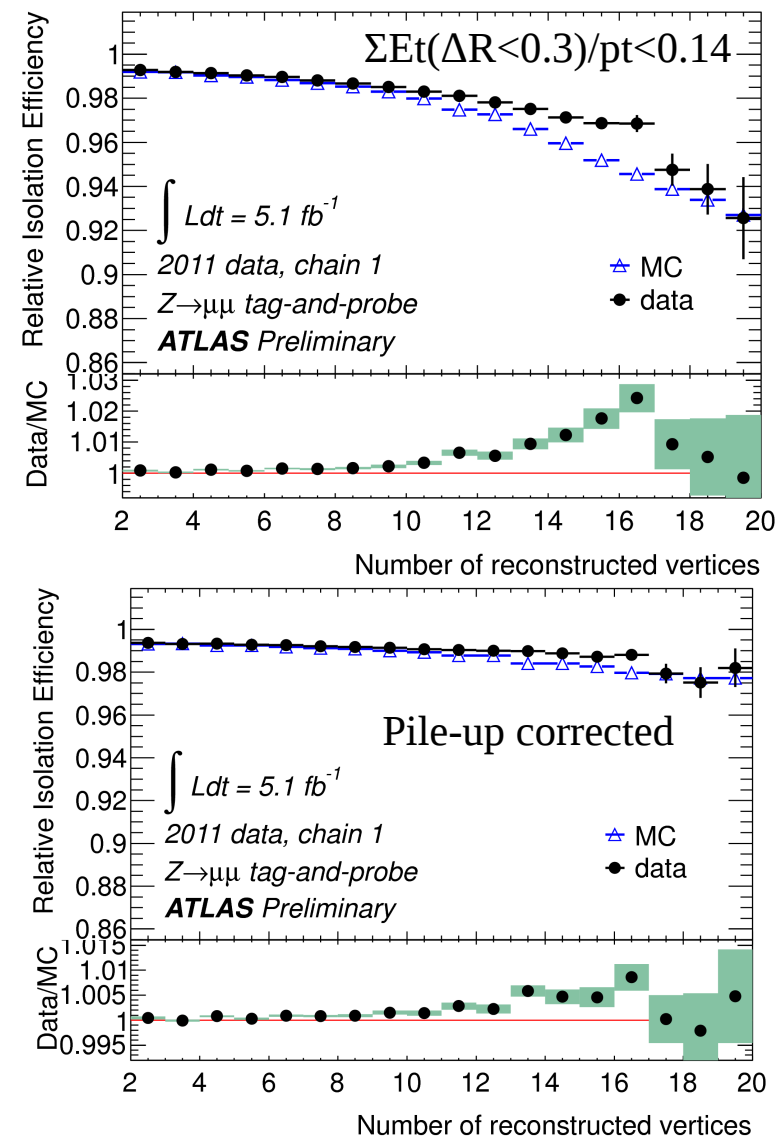 ΣEt(ΔR<0.3)/pt<0.14
Relative Isolation Efficiency
1
0.98
0.96
0.94
0.92
0.9
0.88
0.86
∫ Ldt = 5.1 fb⁻¹
2011 data, chain 1
Z→μμ tag-and-probe
ATLAS Preliminary
MC
data
Data/MC
1.03
1.02
1.01
1
2 4 6 8 10 12 14 16 18 20
Number of reconstructed vertices
Relative Isolation Efficiency
1
0.98
0.96
0.94
0.92
0.9
0.88
0.86
Pile-up corrected
∫ Ldt = 5.1 fb⁻¹
2011 data, chain 1
Z→μμ tag-and-probe
ATLAS Preliminary
MC
data
Data/MC
1.015
1.01
1.005
1
0.995
2 4 6 8 10 12 14 16 18 20
Number of reconstructed vertices